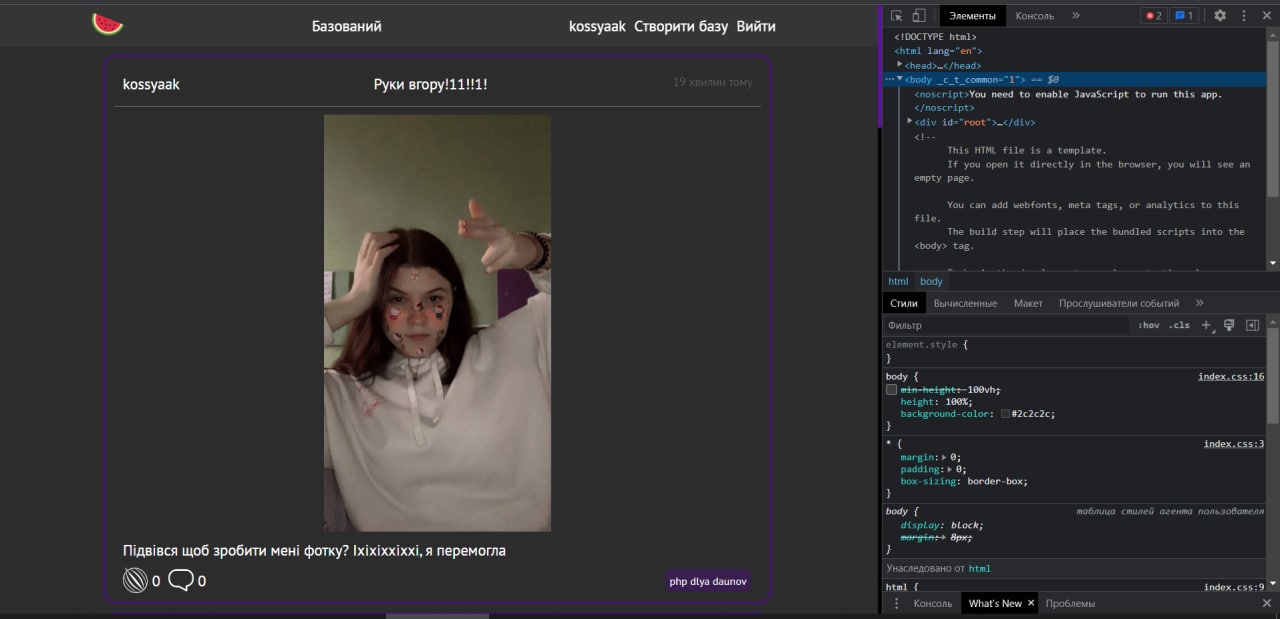 Базований
kossyaak Створити базу Вийти
kossyaak
Руки вгору!11!!1!
19 хвилин тому
Підвівся щоб зробити мені фотку? Іхіхіххіххі, я перемогла
0 0
php dlya daunov
Элементы Консоль »
2 1
<!DOCTYPE html>
<html lang="en">
<head>…</head>
<body _c_t_common="1"> == $0
<noscript>You need to enable JavaScript to run this app.
</noscript>
<div id="root">…</div>
<!--
This HTML file is a template.
If you open it directly in the browser, you will see an
empty page.
You can add webfonts, meta tags, or analytics to this
file.
The build step will place the bundled scripts into the
<body> tag.
html body
Стили Вычисленные Макет Прослушиватели событий »
Фильтр :hov .cls +
element.style {
}
body { index.css:16
min-height: 100vh;
height: 100%;
background-color: #2c2c2c;
}
* { index.css:3
margin: 0;
padding: 0;
box-sizing: border-box;
}
body { таблица стилей агента пользователя
display: block;
margin: 8px;
}
Унаследовано от html
html { index.css:9
Консоль What's New × Проблемы